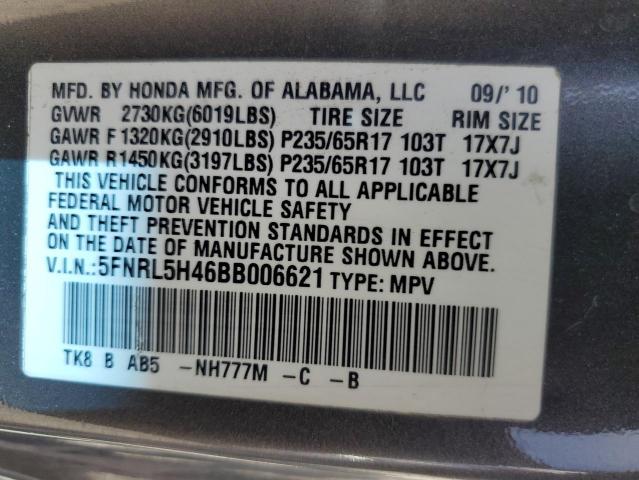 MFD. BY HONDA MFG. OF ALABAMA, LLC 09/'10
GVWR 2730KG(6019LBS) TIRE SIZE RIM SIZE
GAWR F1320KG(2910LBS) P235/65R17 103T 17X7J
GAWR R1450KG(3197LBS) P235/65R17 103T 17X7J
THIS VEHICLE CONFORMS TO ALL APPLICABLE
FEDERAL MOTOR VEHICLE SAFETY
AND THEFT PREVENTION STANDARDS IN EFFECT
ON THE DATE OF MANUFACTURE SHOWN ABOVE.
V.I.N.:5FNRL5H46BB006621 TYPE: MPV
TK8 B AB5 -NH777M -C -B